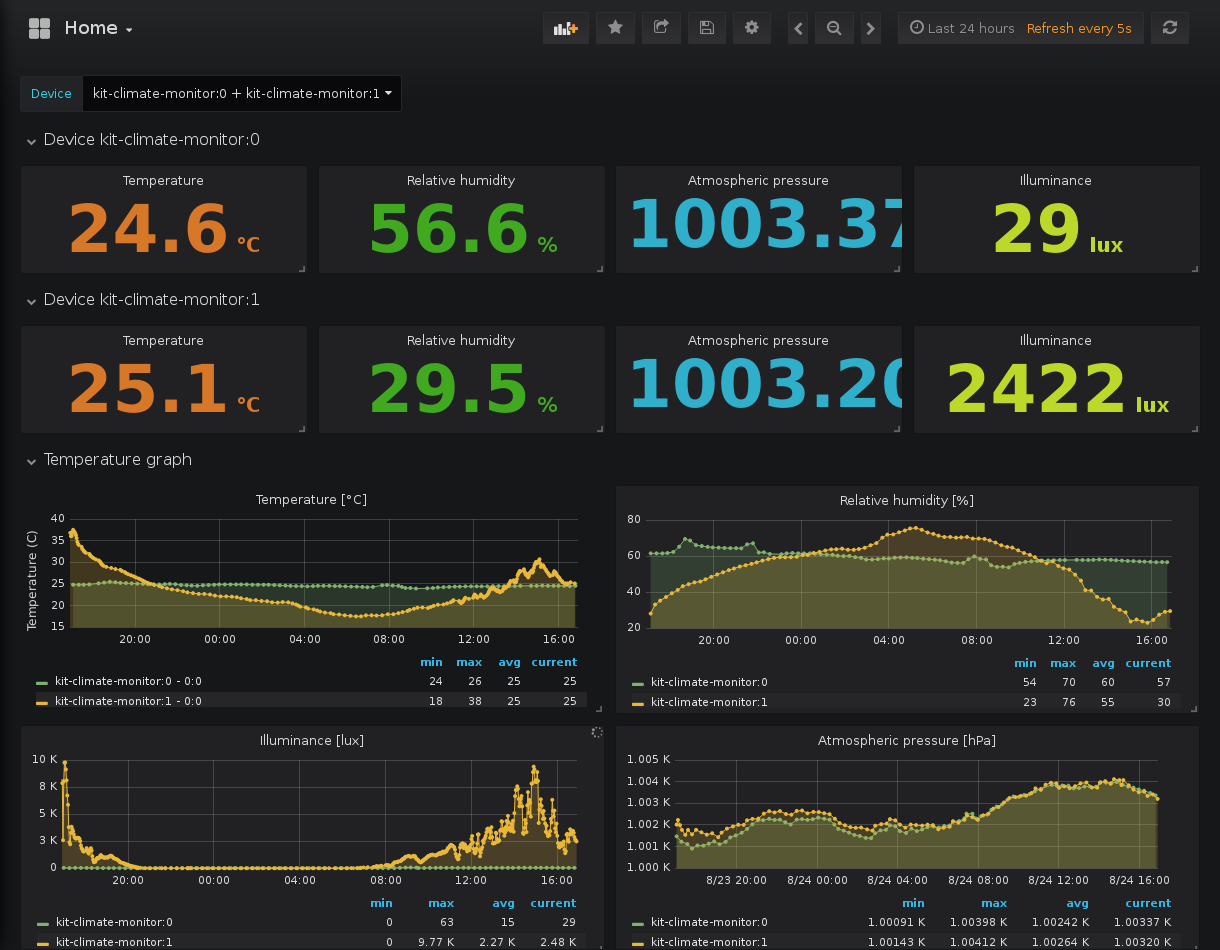 Home
Last 24 hours Refresh every 5s
Device kit-climate-monitor:0 + kit-climate-monitor:1
Device kit-climate-monitor:0
Temperature
24.6 °C
Relative humidity
56.6 %
Atmospheric pressure
1003.37
Illuminance
29 lux
Device kit-climate-monitor:1
Temperature
25.1 °C
Relative humidity
29.5 %
Atmospheric pressure
1003.20
Illuminance
2422 lux
Temperature graph
Temperature [°C]
Temperature (C)
40
35
30
25
20
15
20:00 00:00 04:00 08:00 12:00 16:00
min max avg current
kit-climate-monitor:0 - 0:0 24 26 25 25
kit-climate-monitor:1 - 0:0 18 38 25 25
Relative humidity [%]
80
60
40
20
20:00 00:00 04:00 08:00 12:00 16:00
min max avg current
kit-climate-monitor:0 54 70 60 57
kit-climate-monitor:1 23 76 55 30
Illuminance [lux]
10 K
8 K
5 K
3 K
0
20:00 00:00 04:00 08:00 12:00 16:00
min max avg current
kit-climate-monitor:0 0 63 15 29
kit-climate-monitor:1 0 9.77 K 2.27 K 2.48 K
Atmospheric pressure [hPa]
1.005 K
1.004 K
1.003 K
1.002 K
1.001 K
1.000 K
8/23 20:00 8/24 00:00 8/24 04:00 8/24 08:00 8/24 12:00 8/24 16:00
min max avg current
kit-climate-monitor:0 1.00091 K 1.00398 K 1.00242 K 1.00337 K
kit-climate-monitor:1 1.00143 K 1.00412 K 1.00264 K 1.00320 K